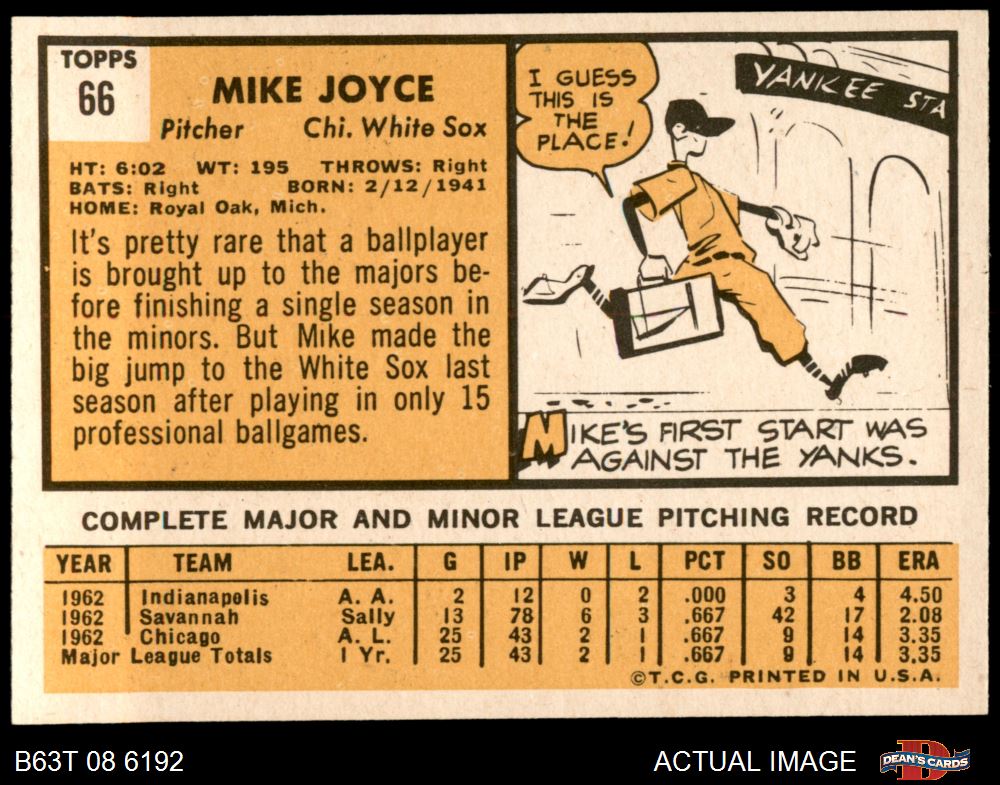 TOPPS
66
MIKE JOYCE
Pitcher Chi. White Sox
HT: 6:02 WT: 195 THROWS: Right
BATS: Right BORN: 2/12/1941
HOME: Royal Oak, Mich.
It's pretty rare that a ballplayer
is brought up to the majors be-
fore finishing a single season in
the minors. But Mike made the
big jump to the White Sox last
season after playing in only 15
professional ballgames.
I GUESS
THIS IS
THE
PLACE!
YANKEE STA
MIKE'S FIRST START WAS
AGAINST THE YANKS.
COMPLETE MAJOR AND MINOR LEAGUE PITCHING RECORD
YEAR TEAM LEA. G IP W L PCT SO BB ERA
1962 Indianapolis A. A. 2 12 0 2 .000 3 4 4.50
1962 Savannah Sally 13 78 6 3 .667 42 17 2.08
1962 Chicago A. L. 25 43 2 1 .667 9 14 3.35
Major League Totals 1 Yr. 25 43 2 1 .667 9 14 3.35
©T.C.G. PRINTED IN U.S.A.
B63T 08 6192 ACTUAL IMAGE DEAN'S CARDS